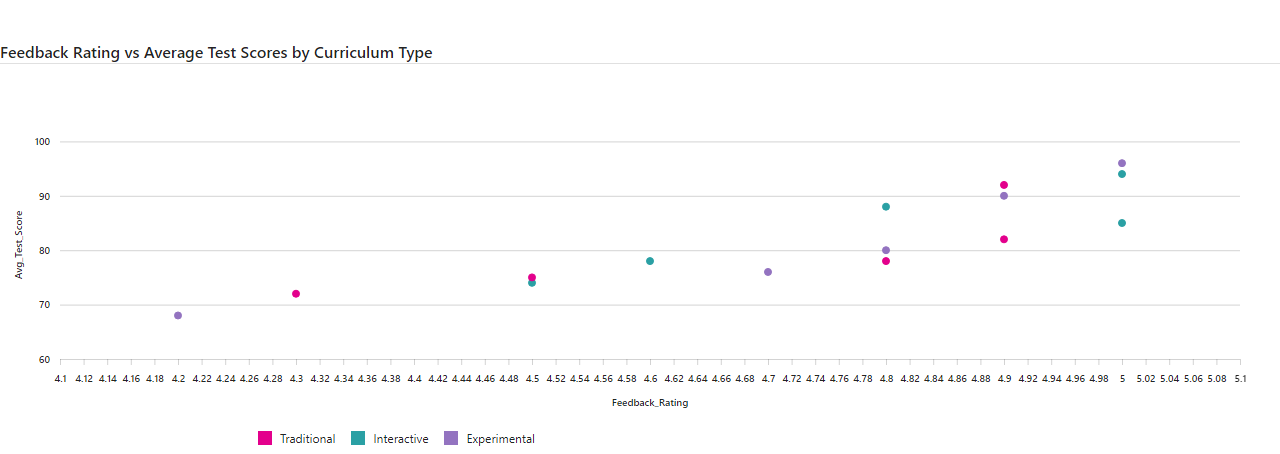 Feedback Rating vs Average Test Scores by Curriculum Type
100
90
80
70
60
Avg_Test_Score
4.1 4.12 4.14 4.16 4.18 4.2 4.22 4.24 4.26 4.28 4.3 4.32 4.34 4.36 4.38 4.4 4.42 4.44 4.46 4.48 4.5 4.52 4.54 4.56 4.58 4.6 4.62 4.64 4.66 4.68 4.7 4.72 4.74 4.76 4.78 4.8 4.82 4.84 4.86 4.88 4.9 4.92 4.94 4.96 4.98 5 5.02 5.04 5.06 5.08 5.1
Feedback_Rating
Traditional Interactive Experimental